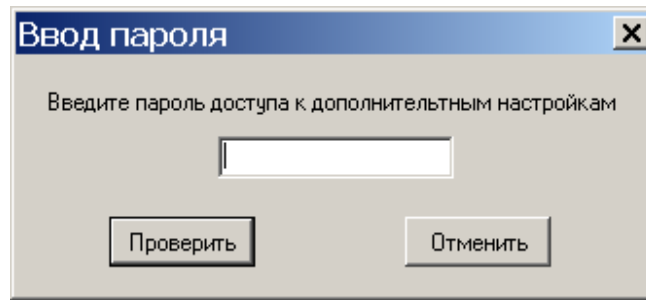 Ввод пароля
Введите пароль доступа к дополнительтным настройкам
Проверить
Отменить